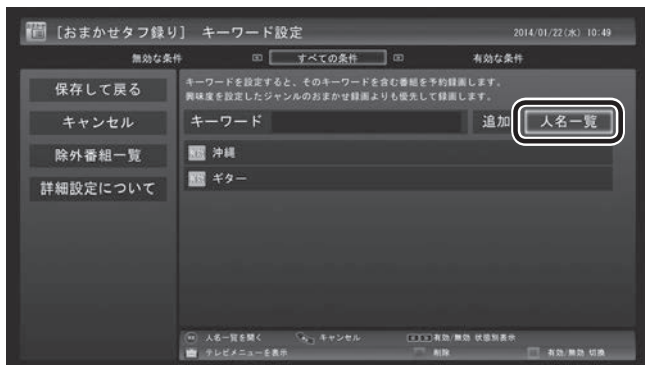 ［おまかせタフ録り］ キーワード設定
2014/01/22(水) 10:49
無効な条件
すべての条件
有効な条件
保存して戻る
キャンセル
除外番組一覧
詳細設定について
キーワードを設定すると、そのキーワードを含む番組を予約録画します。
興味度を設定したジャンルのおまかせ録画よりも優先して録画します。
キーワード
追加
人名一覧
沖縄
ギター
人名一覧を開く
キャンセル
有効/無効 状態別表示
テレビメニューを表示
削除
有効/無効 切換